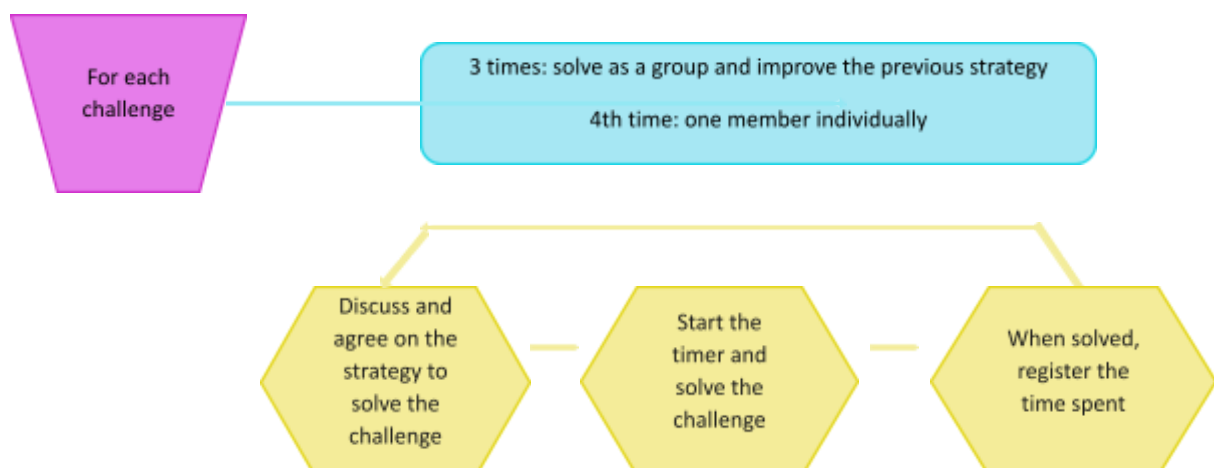 For each
challenge
3 times: solve as a group and improve the previous strategy
4th time: one member individually
Discuss and
agree on the
strategy to
solve the
challenge
Start the
timer and
solve the
challenge
When solved,
register the
time spent